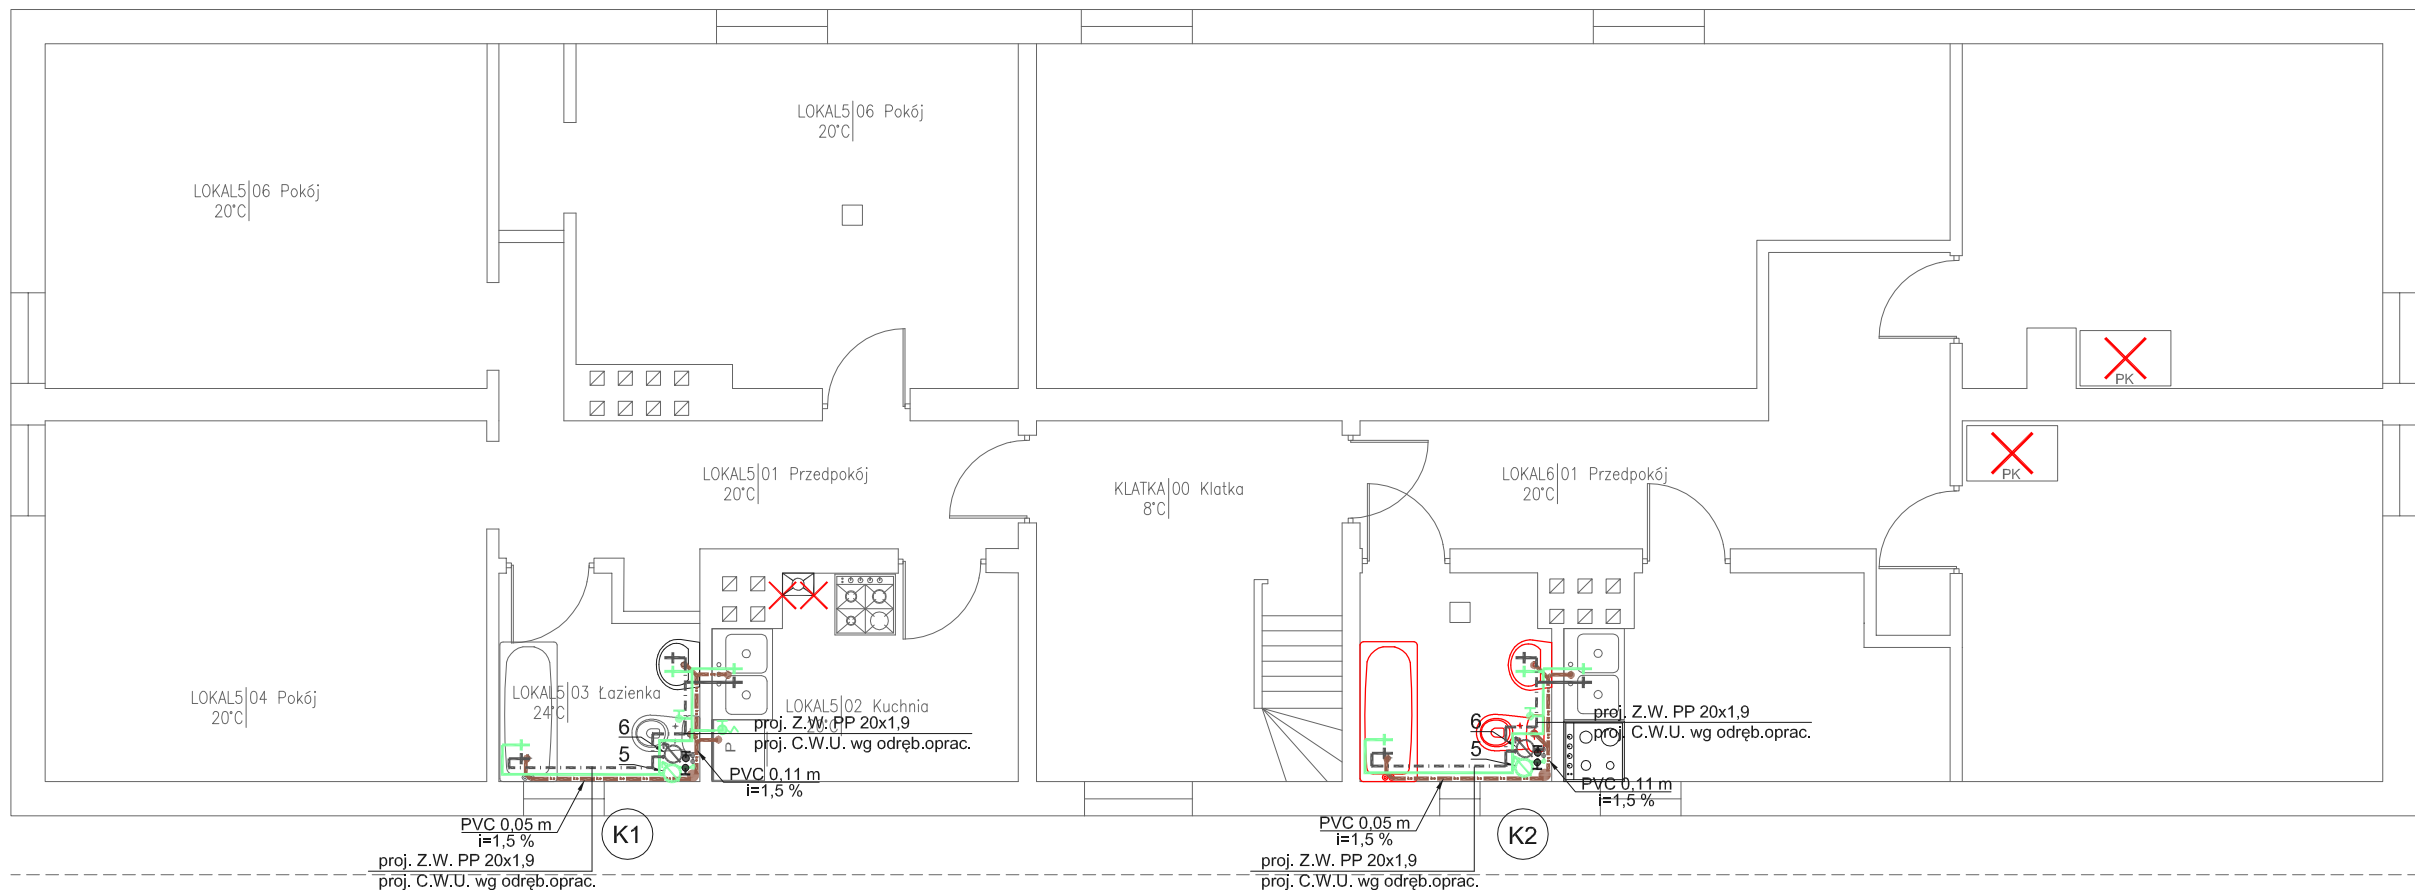 LOKAL5 06 Pokój
20°C
LOKAL5 06 Pokój
20°C
PK
PK
LOKAL5 01 Przedpokój
20°C
KLATKA 00 Klatka
8°C
LOKAL6 01 Przedpokój
20°C
LOKAL5 04 Pokój
20°C
LOKAL5 03 Łazienka
24°C
LOKAL5 02 Kuchnia
20°C
6
5
P
proj. Z.W. PP 20x1,9
proj. C.W.U. wg odręb.oprac.
PVC 0,11 m
i=1,5 %
6
5
proj. Z.W. PP 20x1,9
proj. C.W.U. wg odręb.oprac.
PVC 0,11 m
i=1,5 %
PVC 0,05 m
i=1,5 %
K1
proj. Z.W. PP 20x1,9
proj. C.W.U. wg odręb.oprac.
PVC 0,05 m
i=1,5 %
K2
proj. Z.W. PP 20x1,9
proj. C.W.U. wg odręb.oprac.